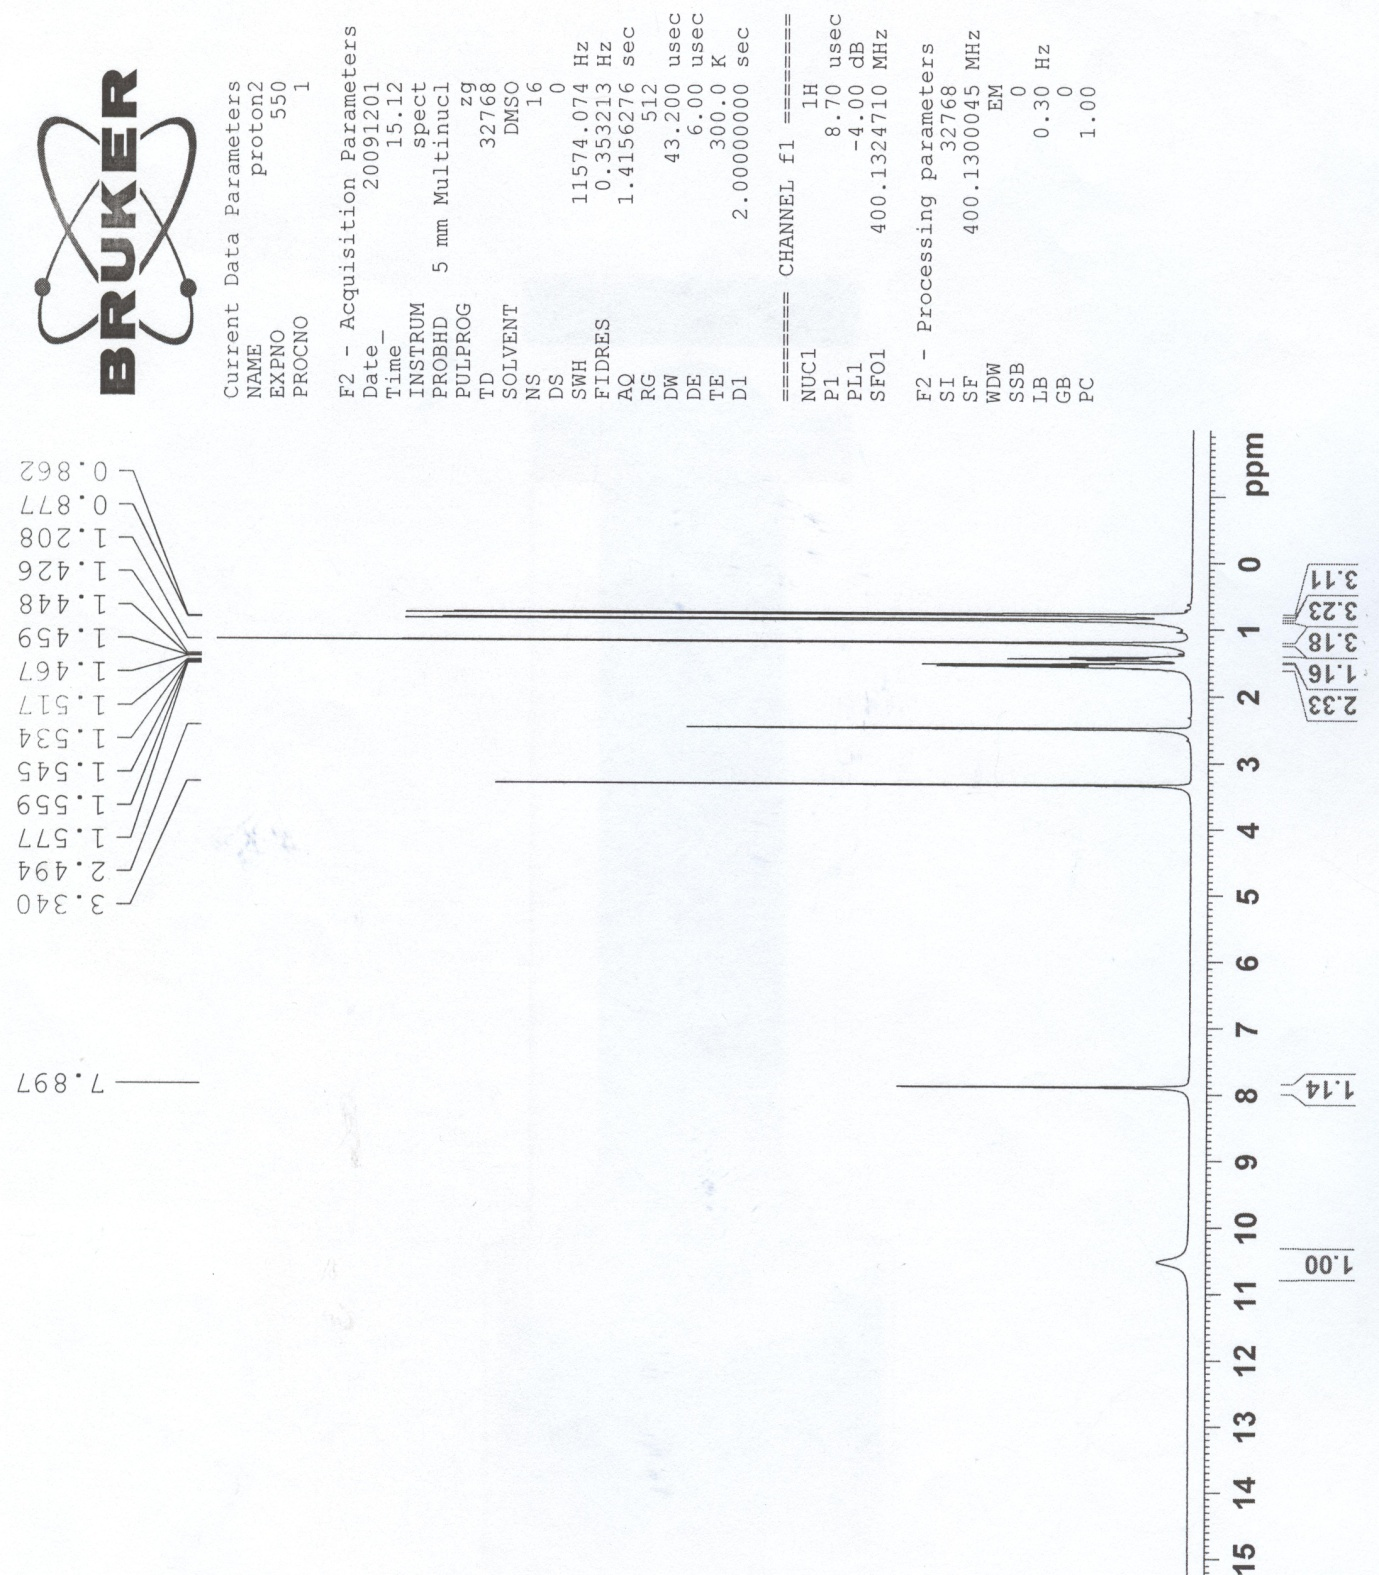 BRUKER
Current Data Parameters
NAME proton2
EXPNO 550
PROCNO 1
F2 - Acquisition Parameters
Date_ 20091201
Time 15.12
INSTRUM spect
PROBHD 5 mm Multinucl
PULPROG zg
TD 32768
SOLVENT DMSO
NS 16
DS 0
SWH 11574.074 Hz
FIDRES 0.353213 Hz
AQ 1.4156276 sec
RG 512
DW 43.200 usec
DE 6.00 usec
TE 300.0 K
D1 2.00000000 sec
======== CHANNEL f1 ========
NUC1 1H
P1 8.70 usec
PL1 -4.00 dB
SFO1 400.1324710 MHz
F2 - Processing parameters
SI 32768
SF 400.1300045 MHz
WDW EM
SSB 0
LB 0.30 Hz
GB 0
PC 1.00
7.897
3.340
2.494
1.577
1.559
1.545
1.534
1.517
1.467
1.459
1.448
1.426
1.208
0.877
0.862
15 14 13 12 11 10 9 8 7 6 5 4 3 2 1 0 ppm
1.00
1.14
2.33
1.16
3.18
3.23
3.11